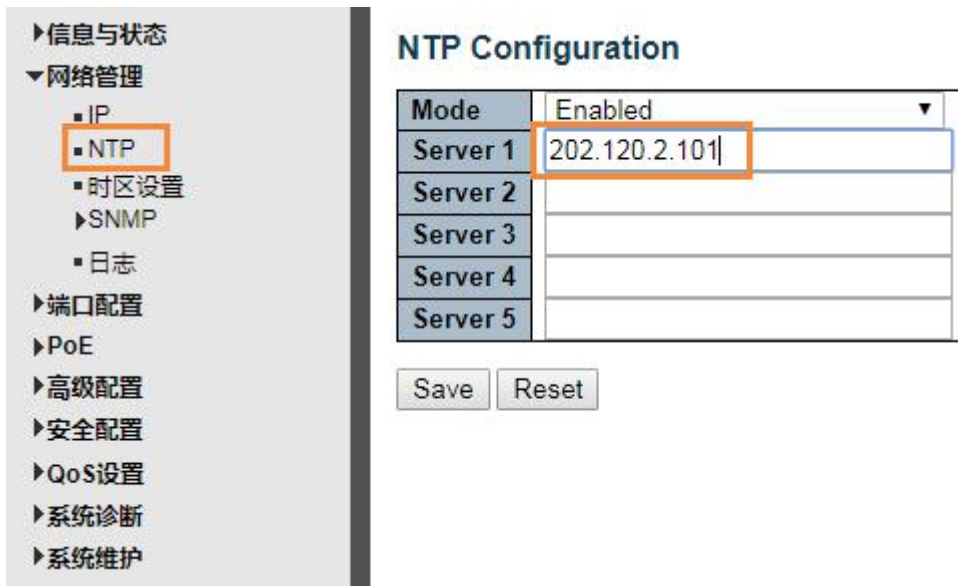 信息与状态
网络管理
IP
NTP
时区设置
SNMP
日志
端口配置
PoE
高级配置
安全配置
QoS设置
系统诊断
系统维护
NTP Configuration
Mode Enabled
Server 1 202.120.2.101
Server 2
Server 3
Server 4
Server 5
Save Reset